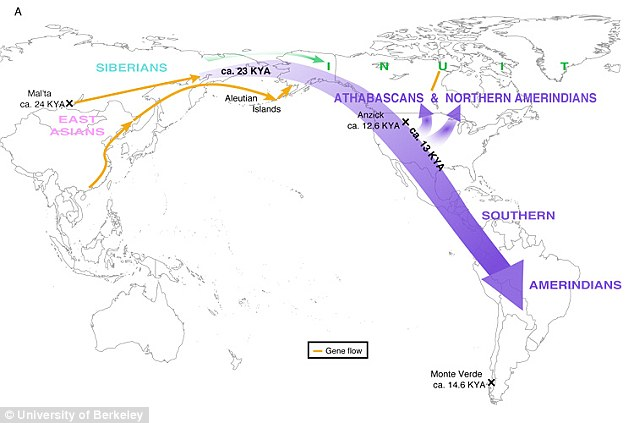 A
SIBERIANS
ca. 23 KYA
I N U I T
Mal'ta
ca. 24 KYA
EAST
ASIANS
Aleutian
Islands
ATHABASCANS & NORTHERN AMERINDIANS
Anzick
ca. 12.6 KYA
ca. 13 KYA
SOUTHERN
AMERINDIANS
Gene flow
Monte Verde
ca. 14.6 KYA
© University of Berkeley